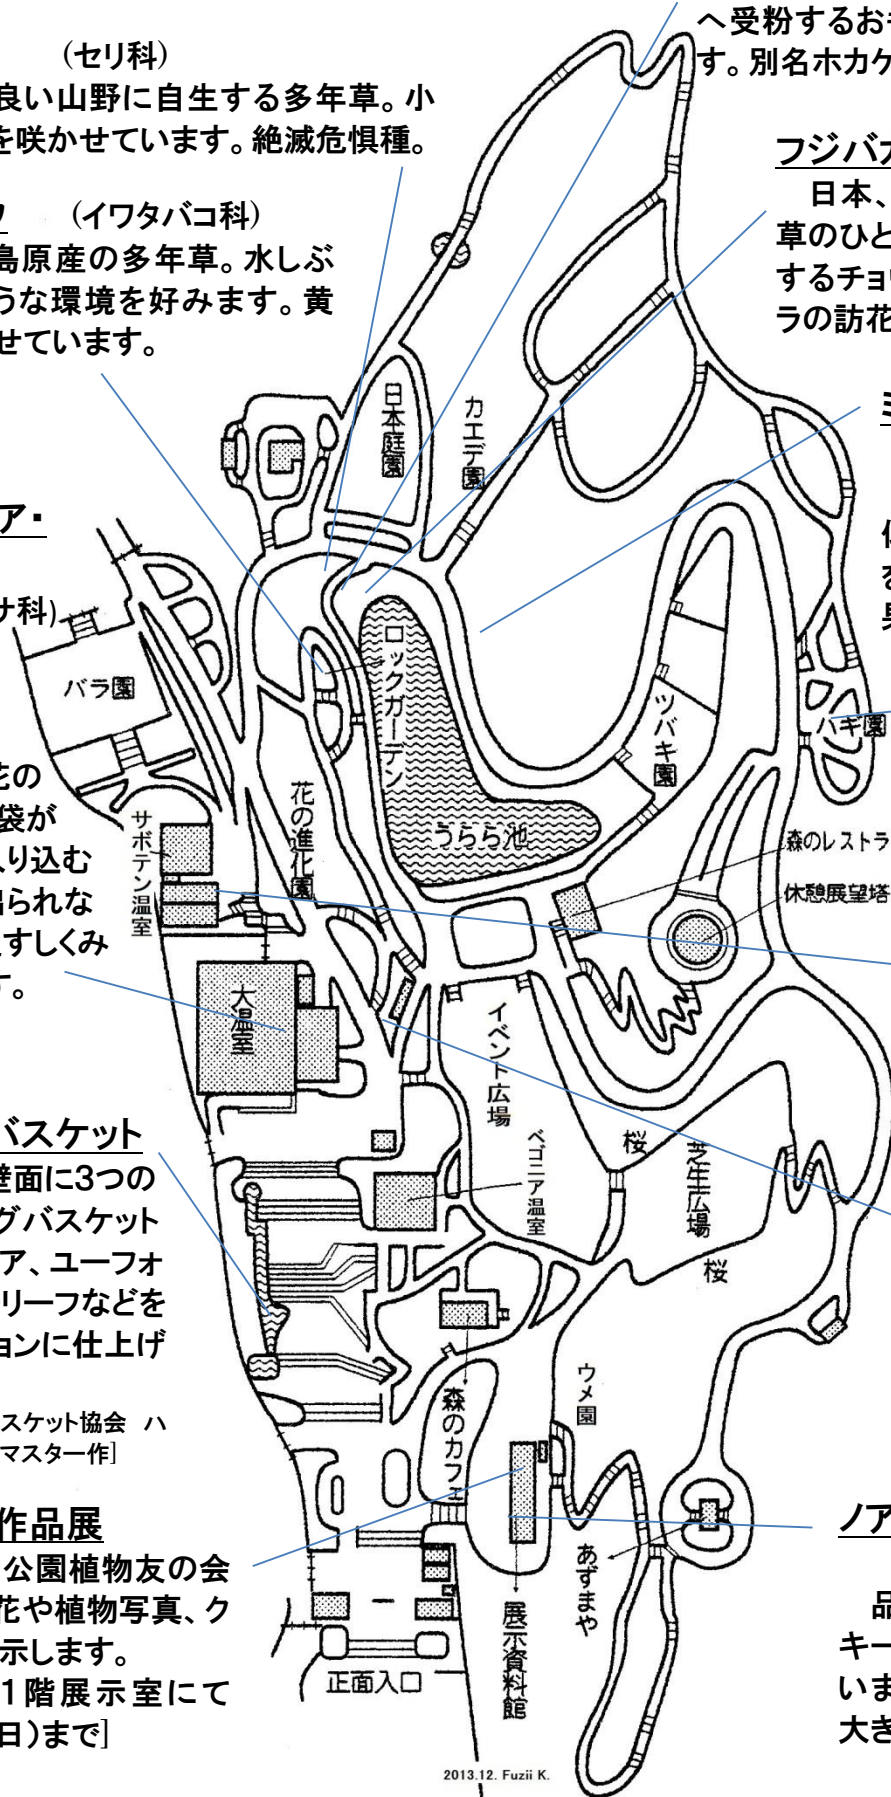 へ受粉するおも
す。別名ホカケ
(セリ科)
良い山野に自生する多年草。小
を咲かせています。絶滅危惧種。
(イワタバコ科)
島原産の多年草。水しぶ
うな環境を好みます。黄
せています。
フジバカ
日本、
草のひと
するチョウ
ラの訪花
ミ
ア・
ナ科)
花の
袋が
入り込む
出られな
すしくみ
す。
バスケット
壁面に3つの
グバスケット
ア、ユーフォ
リーフなどを
ョンに仕上げ
スケット協会 ハ
マスター作]
作品展
公園植物友の会
花や植物写真、ク
示します。
1階展示室にて
日)まで]
ノア
品
キー
いま
大き
日本庭園
カエデ園
ロックガーデン
うらら池
ツバキ園
ハギ園
バラ園
サボテン温室
花の進化園
大温室
森のレストラ
休憩展望塔
イベント広場
ベゴニア温室
桜
芝生広場
桜
ウメ園
森のカフェ
あずまや
展示資料館
正面入口
2013.12. Fuzii K.